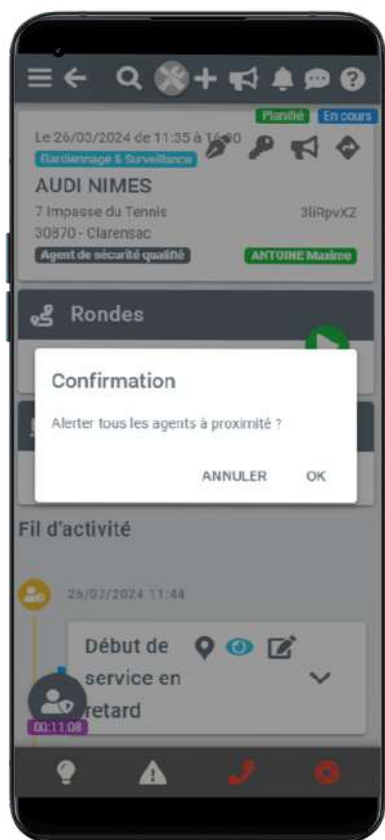 Planifié En cours
Le 26/03/2024 de 11:35 à 16:00
Gardiennage & Surveillance
AUDI NIMES
7 Impasse du Tennis 3liRpvXZ
30870 - Clarensac
Agent de sécurité qualifié ANTOINE Maxime
Rondes
Confirmation
Alerter tous les agents à proximité ?
ANNULER OK
Fil d'activité
26/03/2024 11:44
Début de
service en
retard
00:11:08